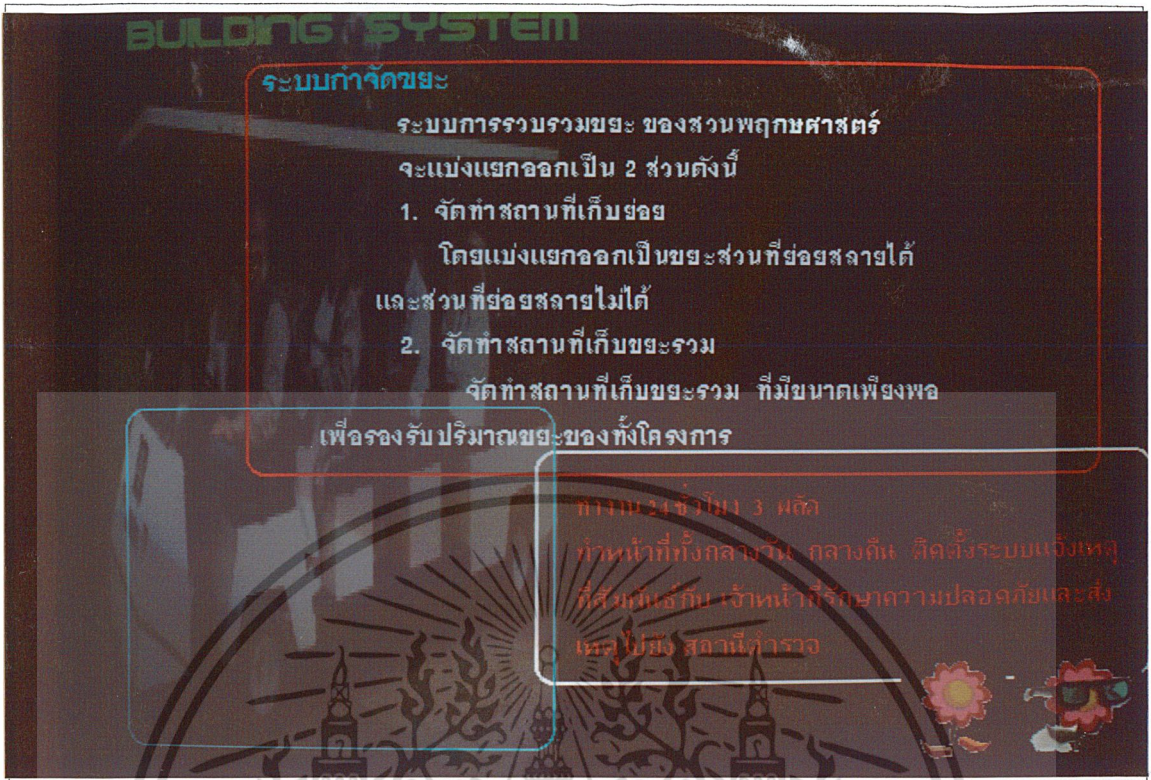 BUILDING SYSTEM
ระบบกำจัดขยะ
ระบบการรวบรวมขยะ ของสวนพฤกษศาสตร์
จะแบ่งแยกออกเป็น 2 ส่วนดังนี้
1. จัดทำสถานที่เก็บย่อย
โดยแบ่งแยกออกเป็นขยะส่วนที่ย่อยสลายได้
และส่วนที่ย่อยสลายไม่ได้
2. จัดทำสถานที่เก็บขยะรวม
จัดทำสถานที่เก็บขยะรวม ที่มีขนาดเพียงพอ
เพื่อรองรับปริมาณขยะของทั้งโครงการ
ทำงาน 24 ชั่วโมง 3 ผลัด
ทำหน้าที่ทั้งกลางวัน กลางคืน ติดตั้งระบบแจ้งเหตุ
ที่สัมพันธ์กับ เจ้าหน้าที่รักษาความปลอดภัยและส่ง
เหตุไปยัง สถานีตำรวจ